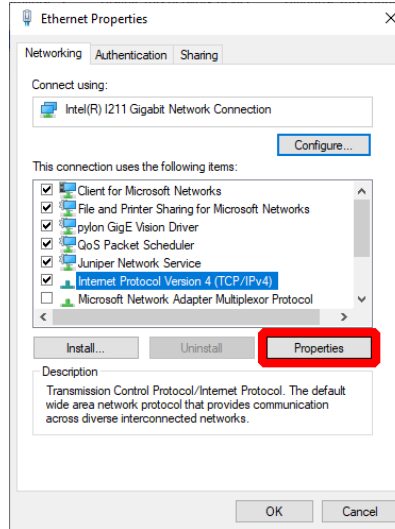 Ethernet Properties
Networking Authentication Sharing
Connect using:
Intel(R) I211 Gigabit Network Connection
Configure...
This connection uses the following items:
Client for Microsoft Networks
File and Printer Sharing for Microsoft Networks
pylon GigE Vision Driver
QoS Packet Scheduler
Juniper Network Service
Internet Protocol Version 4 (TCP/IPv4)
Microsoft Network Adapter Multiplexor Protocol
Install... Uninstall Properties
Description
Transmission Control Protocol/Internet Protocol. The default
wide area network protocol that provides communication
across diverse interconnected networks.
OK Cancel